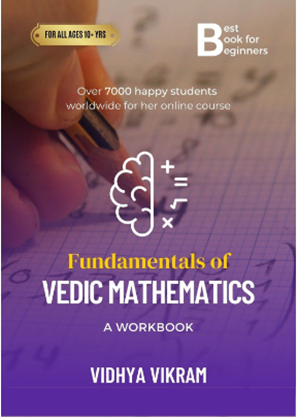 FOR ALL AGES 10+ YRS
Best
Book for
Beginners
Over 7000 happy students
worldwide for her online course
Fundamentals of
VEDIC MATHEMATICS
A WORKBOOK
VIDHYA VIKRAM